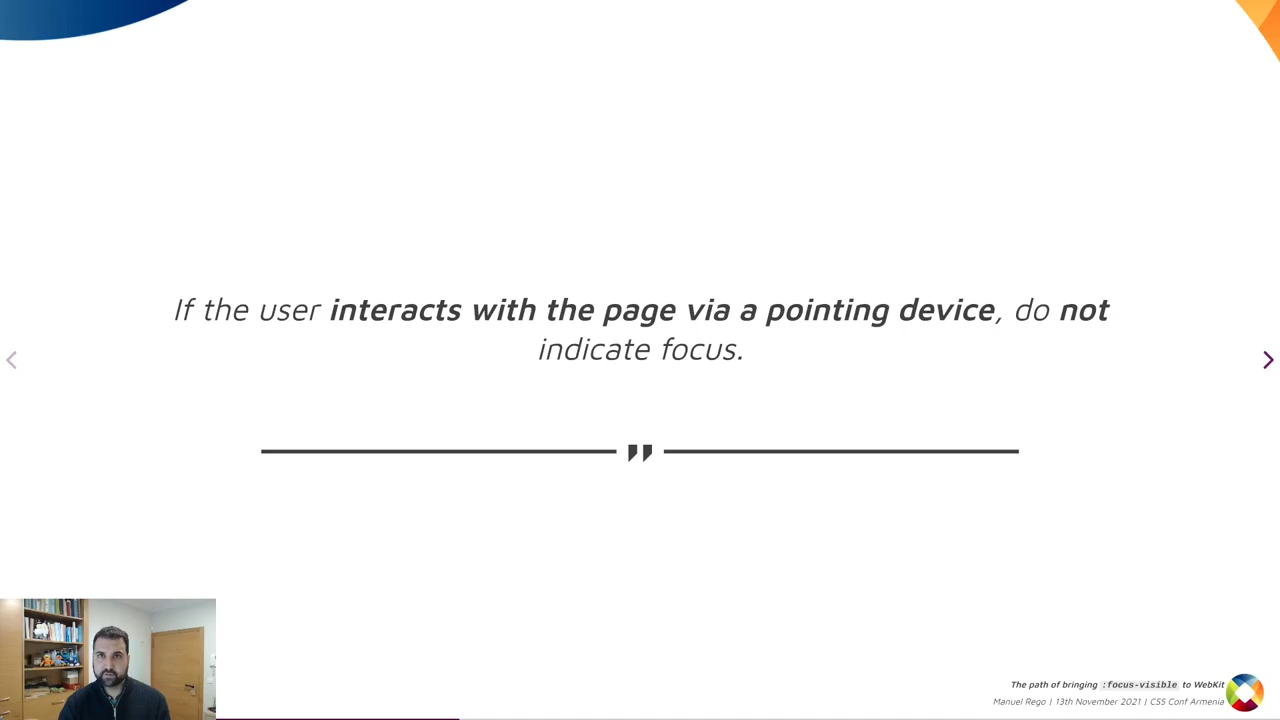 If the user interacts with the page via a pointing device, do not
indicate focus.
The path of bringing :focus-visible to WebKit
Manuel Rego | 13th November 2021 | CSS Conf Armenia